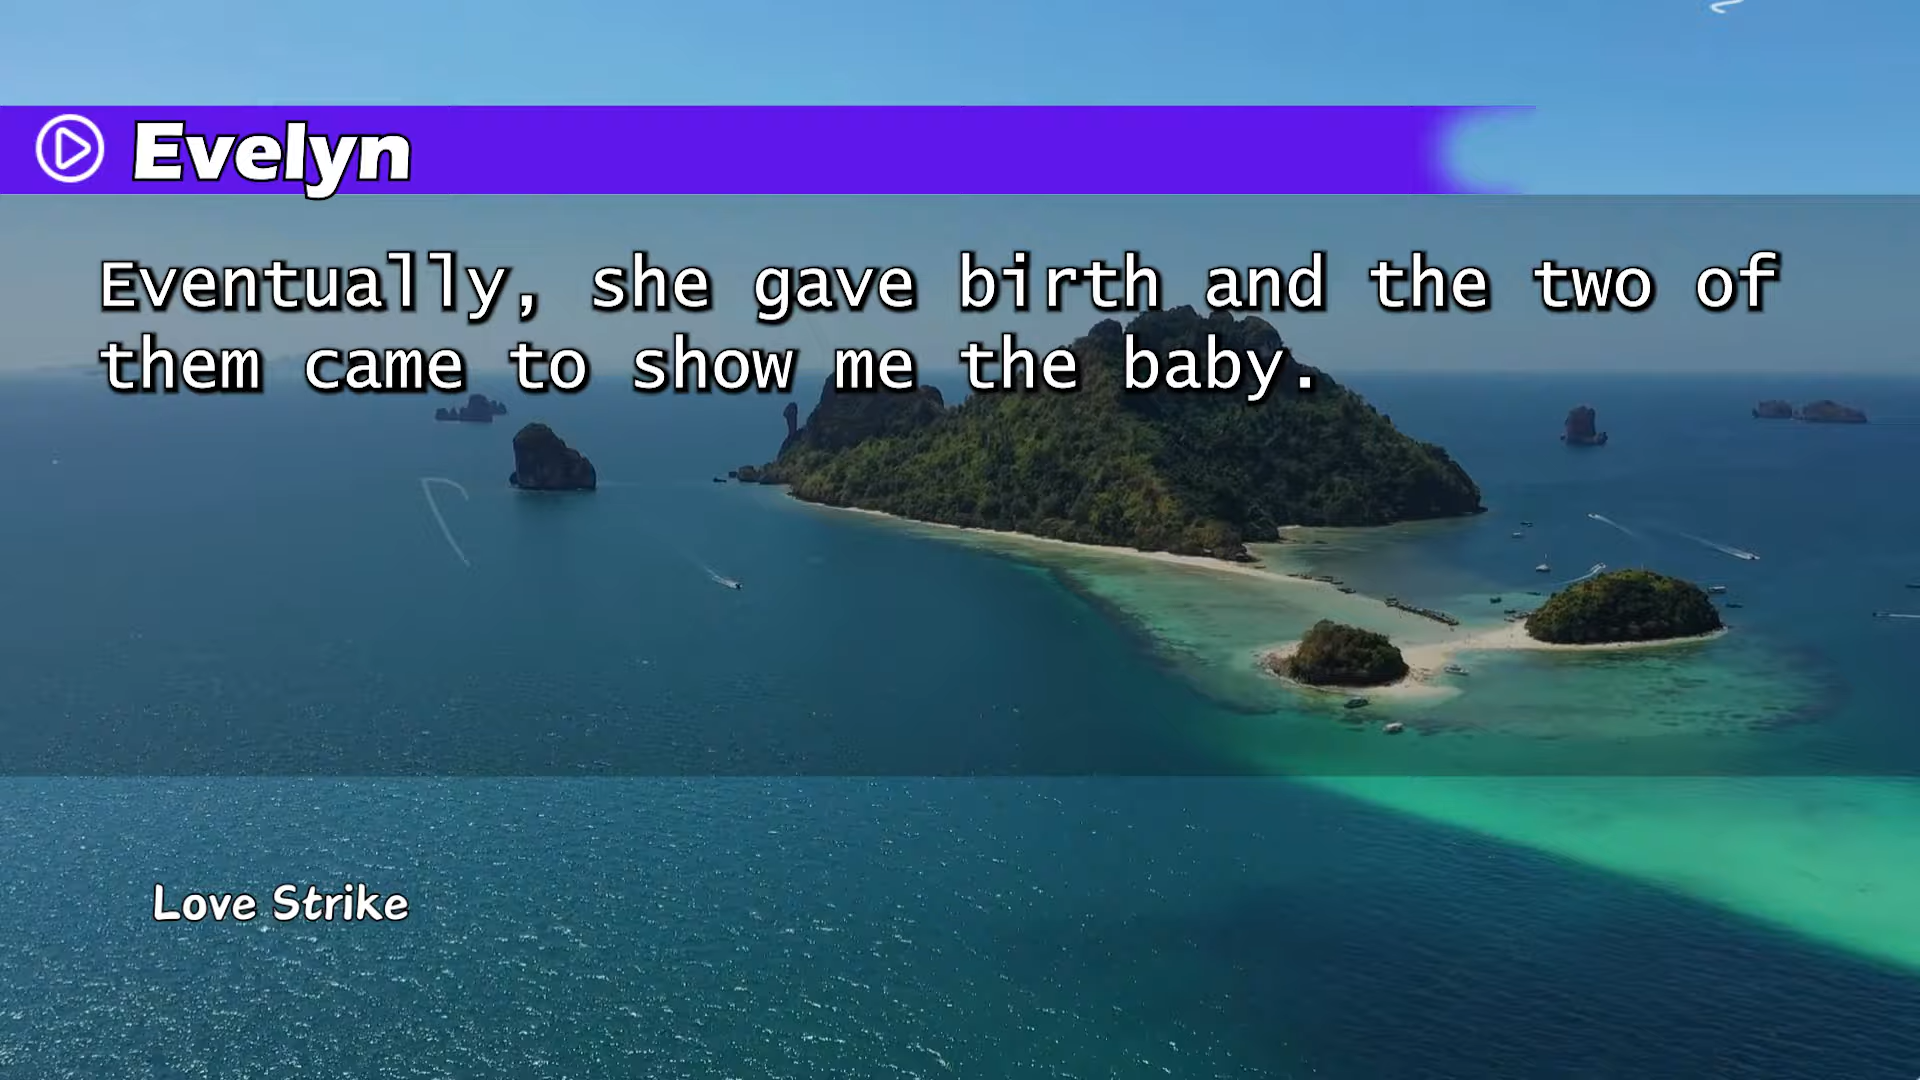 Evelyn
Eventually, she gave birth and the two of
them came to show me the baby.
Love Strike